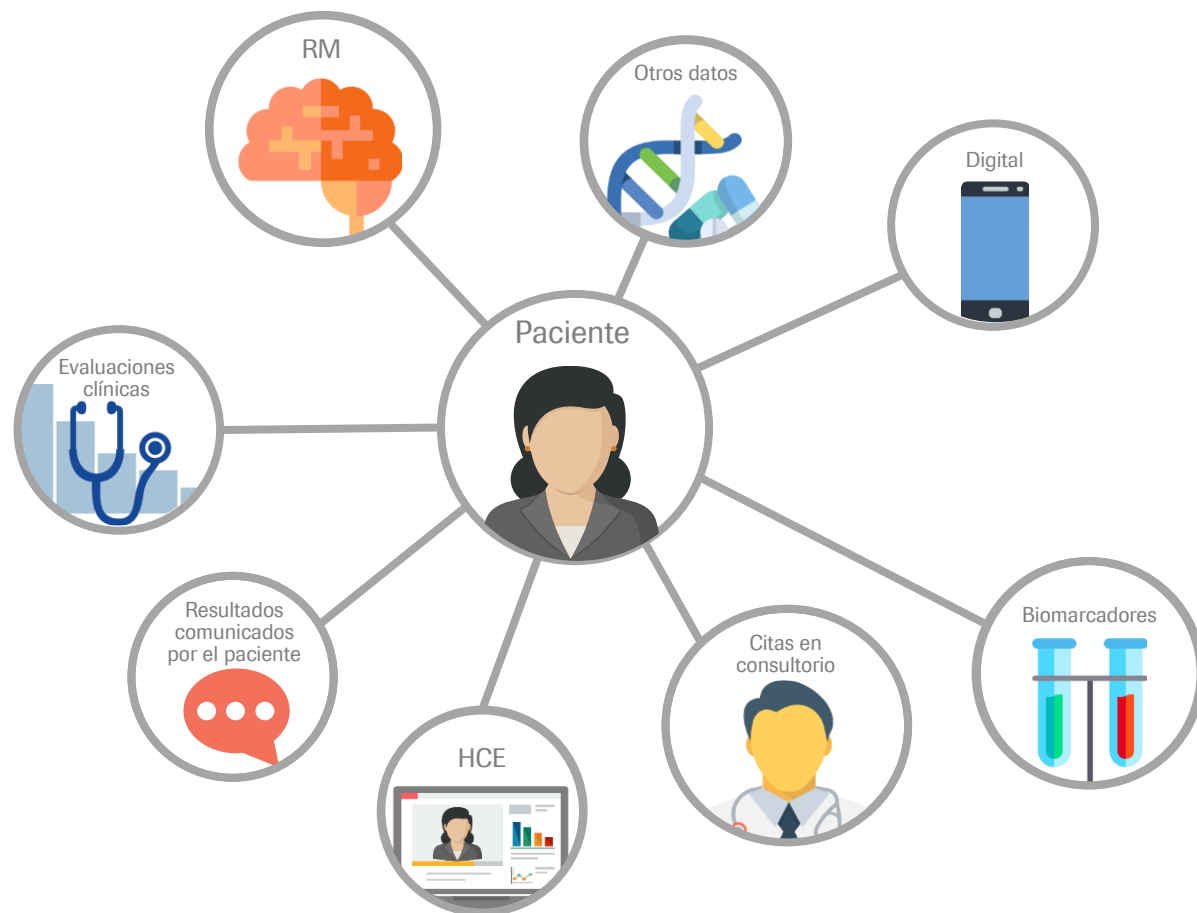 RM
Otros datos
Digital
Paciente
Evaluaciones
clínicas
Resultados
comunicados
por el paciente
HCE
Citas en
consultorio
Biomarcadores